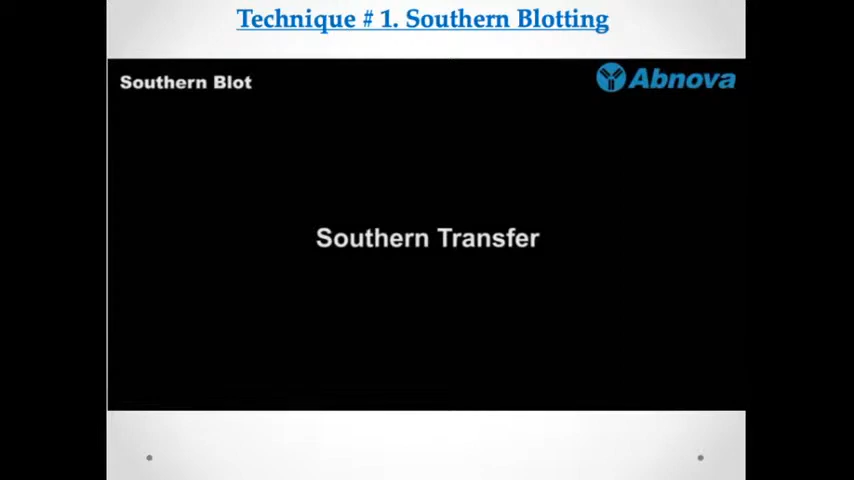 Technique # 1. Southern Blotting
Southern Blot
Abnova
Southern Transfer